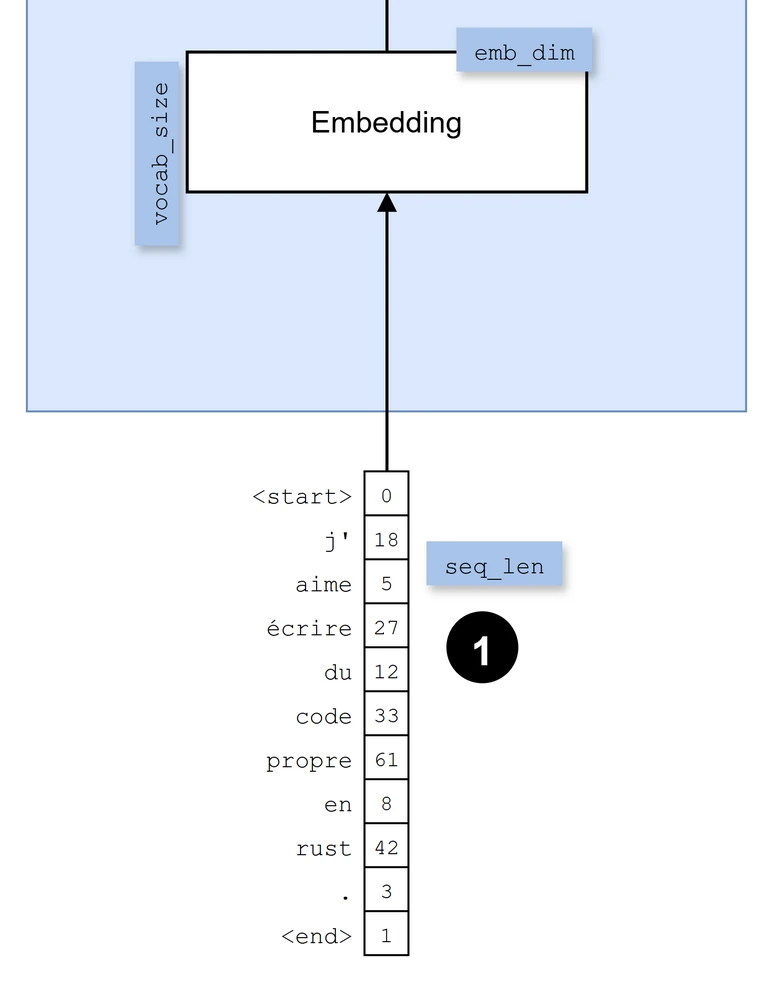 emb_dim
vocab_size
Embedding
<start> 0
j' 18
seq_len
aime 5
écrire 27
1
du 12
code 33
propre 61
en 8
rust 42
. 3
<end> 1